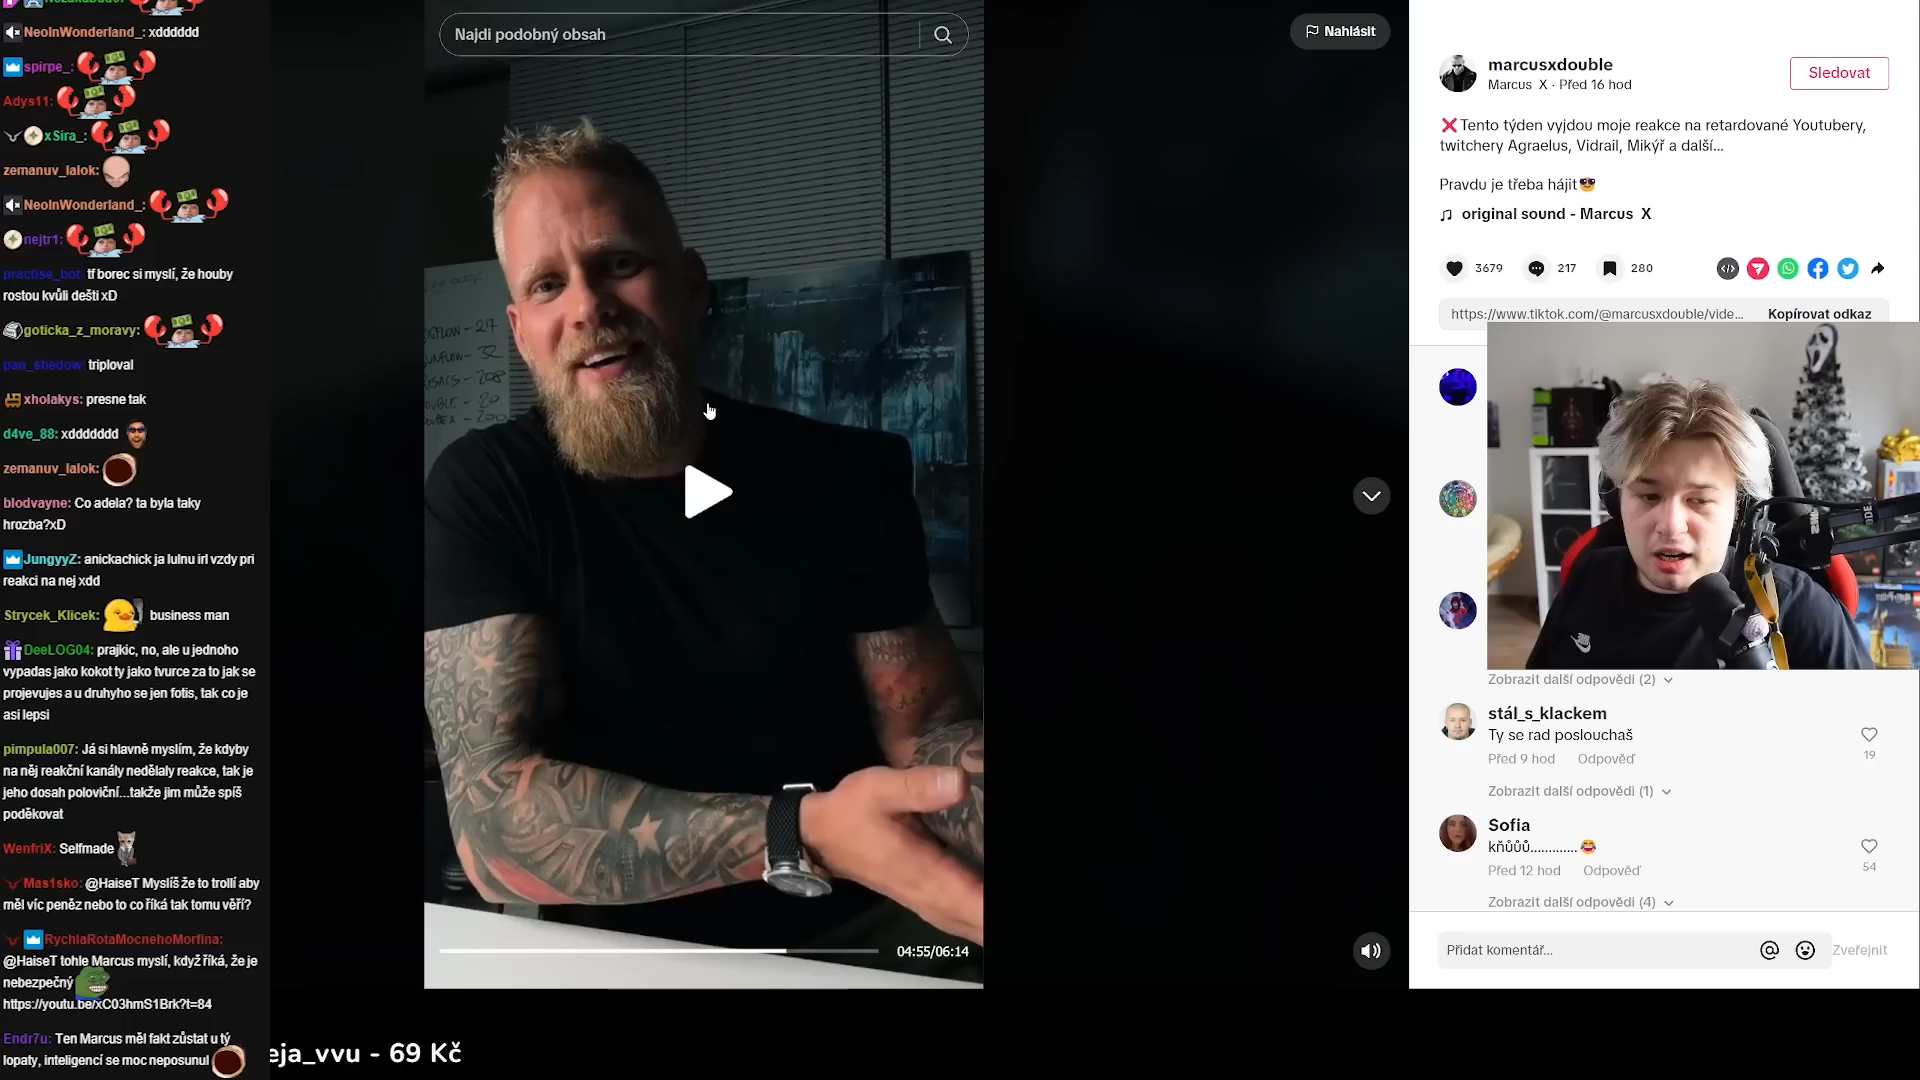 NeoInWonderland_: xdddddd
spirpe_:
Adys11:
xSira_:
zemanuv_lalok:
NeoInWonderland_:
nejtr1:
practise_bot tf borec si myslí, že houby
rostou kvůli dešti xD
goticka_z_moravy:
pan_shedow triploval
xholakys: presne tak
d4ve_88: xddddddd
zemanuv_lalok:
blodvayne: Co adela? ta byla taky
hrozba?xD
JungyyZ: anickachick ja lulnu irl vzdy pri
reakci na nej xdd
Strycek_Klicek: business man
DeeLOG04: prajkic, no, ale u jednoho
vypadas jako kokot ty jako tvurce za to jak se
projevujes a u druhyho se jen fotis, tak co je
asi lepsi
pimpula007: Já si hlavně myslím, že kdyby
na něj reakční kanály nedělaly reakce, tak je
jeho dosah poloviční...takže jim může spíš
poděkovat
WenfriX: Selfmade
Mas1sko: @HaiseT Myslíš že to trollí aby
měl víc peněz nebo to co říká tak tomu věří?
RychlaRotaMocnehoMorfina:
@HaiseT tohle Marcus myslí, když říká, že je
nebezpečný
https://youtu.be/xC03hmS1Brk?t=84
Endr7u: Ten Marcus měl fakt zůstat u tý
lopaty, inteligencí se moc neposunul
eja_vvu - 69 Kč
Najdi podobný obsah
Nahlásit
04:55/06:14
marcusxdouble
Marcus X · Před 16 hod
Sledovat
❌Tento týden vyjdou moje reakce na retardované Youtubery,
twitchery Agraelus, Vidrail, Mikýř a další...
Pravdu je třeba hájit😎
♫ original sound - Marcus X
3679 217 280
https://www.tiktok.com/@marcusxdouble/vide... Kopírovat odkaz
Zobrazit další odpovědi (2)
stál_s_klackem
Ty se rad posloucháš
19
Před 9 hod Odpověď
Zobrazit další odpovědi (1)
Sofia
kňůůů............. 😂
54
Před 12 hod Odpověď
Zobrazit další odpovědi (4)
Přidat komentář... Zveřejnit